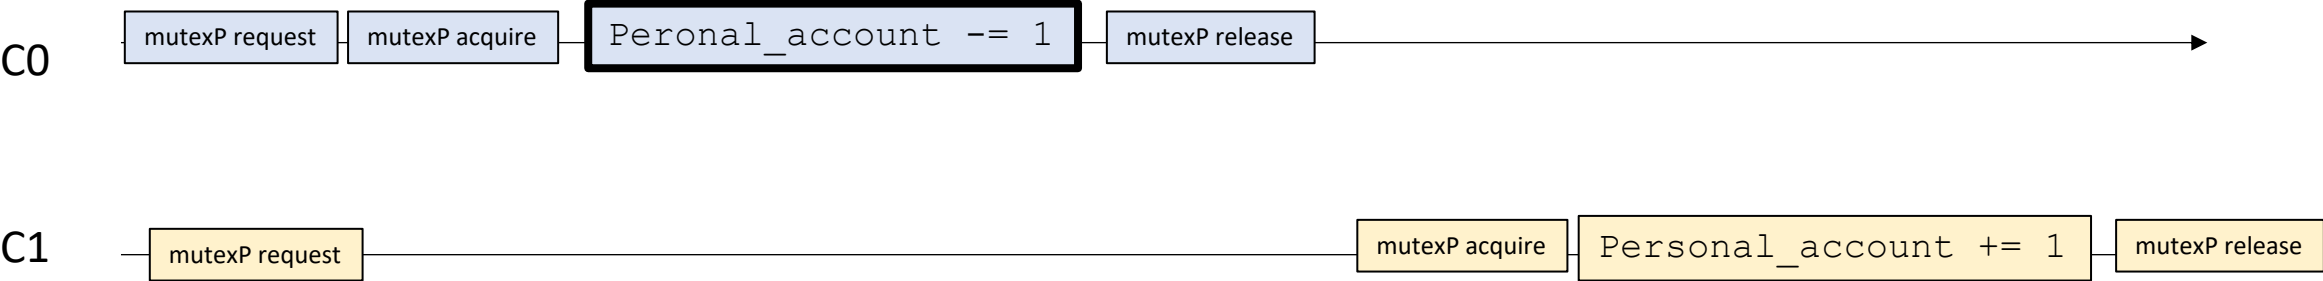 C0
mutexP request
mutexP acquire
Peronal_account -= 1
mutexP release
C1
mutexP request
mutexP acquire
Personal_account += 1
mutexP release